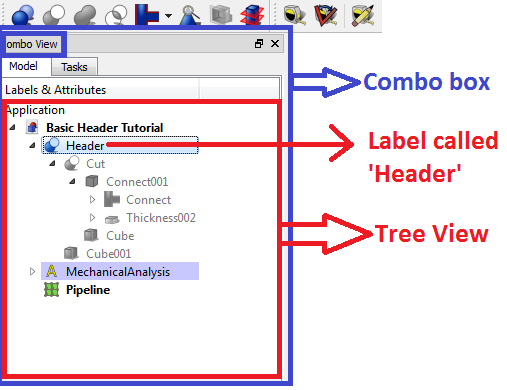 ombo View
Model
Tasks
Labels & Attributes
Application
Basic Header Tutorial
Header
Cut
Connect001
Connect
Thickness002
Cube
Cube001
A MechanicalAnalysis
Pipeline
Combo box
Label called
'Header'
Tree View